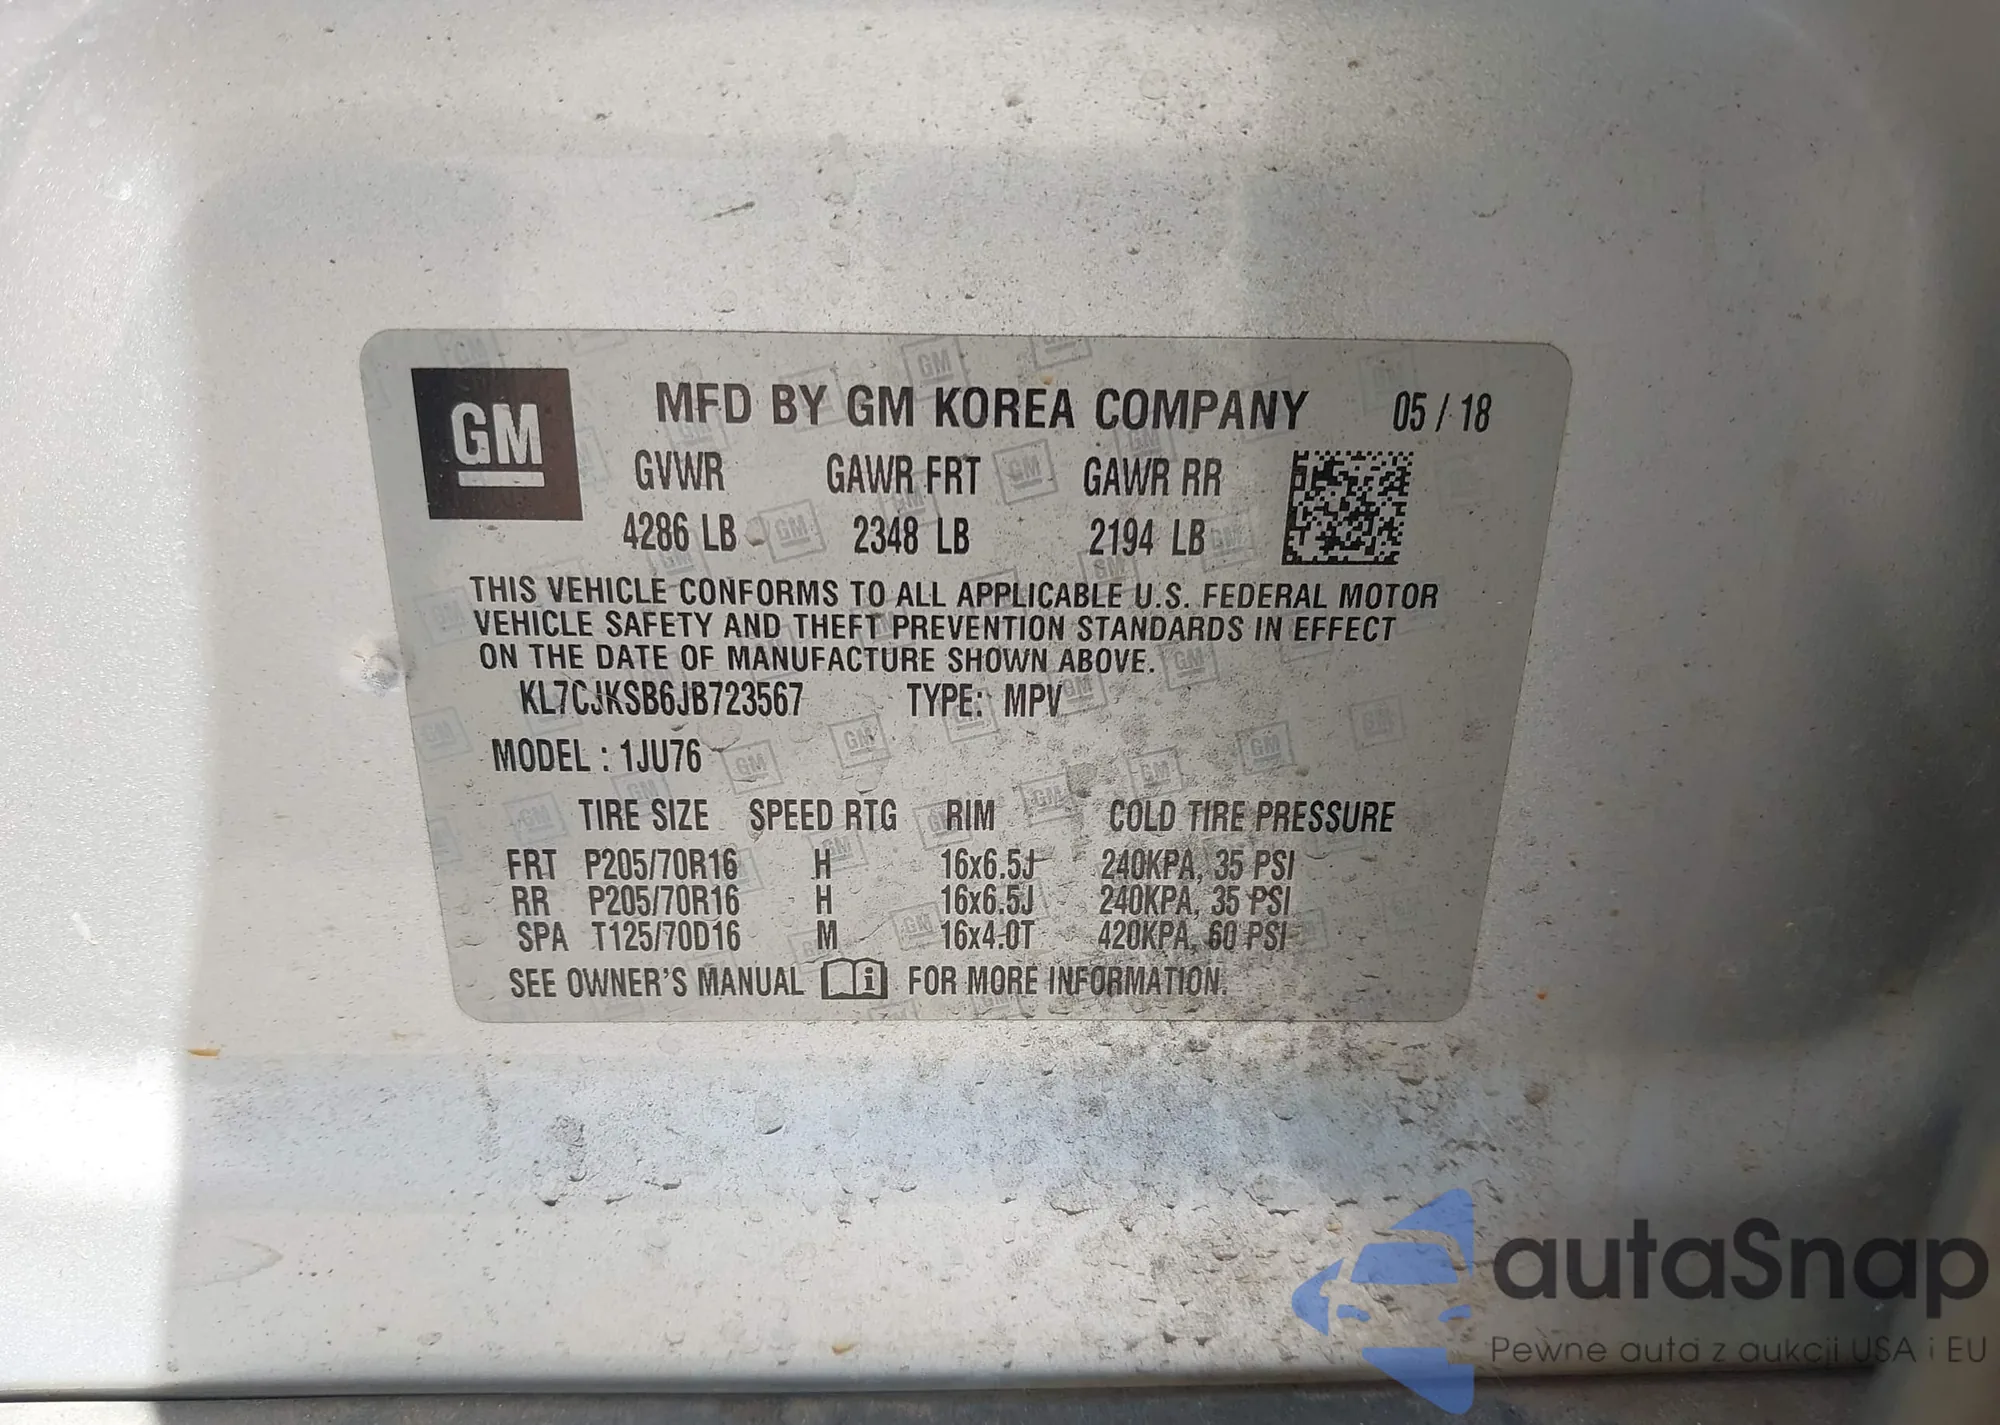 GM
MFD BY GM KOREA COMPANY 05 / 18
GVWR GAWR FRT GAWR RR
4286 LB 2348 LB 2194 LB
THIS VEHICLE CONFORMS TO ALL APPLICABLE U.S. FEDERAL MOTOR
VEHICLE SAFETY AND THEFT PREVENTION STANDARDS IN EFFECT
ON THE DATE OF MANUFACTURE SHOWN ABOVE.
KL7CJKSB6JB723567 TYPE: MPV
MODEL : 1JU76
TIRE SIZE SPEED RTG RIM COLD TIRE PRESSURE
FRT P205/70R16 H 16x6.5J 240KPA, 35 PSI
RR P205/70R16 H 16x6.5J 240KPA, 35 PSI
SPA T125/70D16 M 16x4.0T 420KPA, 60 PSI
SEE OWNER'S MANUAL FOR MORE INFORMATION.
autaSnap
Pewne auta z aukcji USA i EU